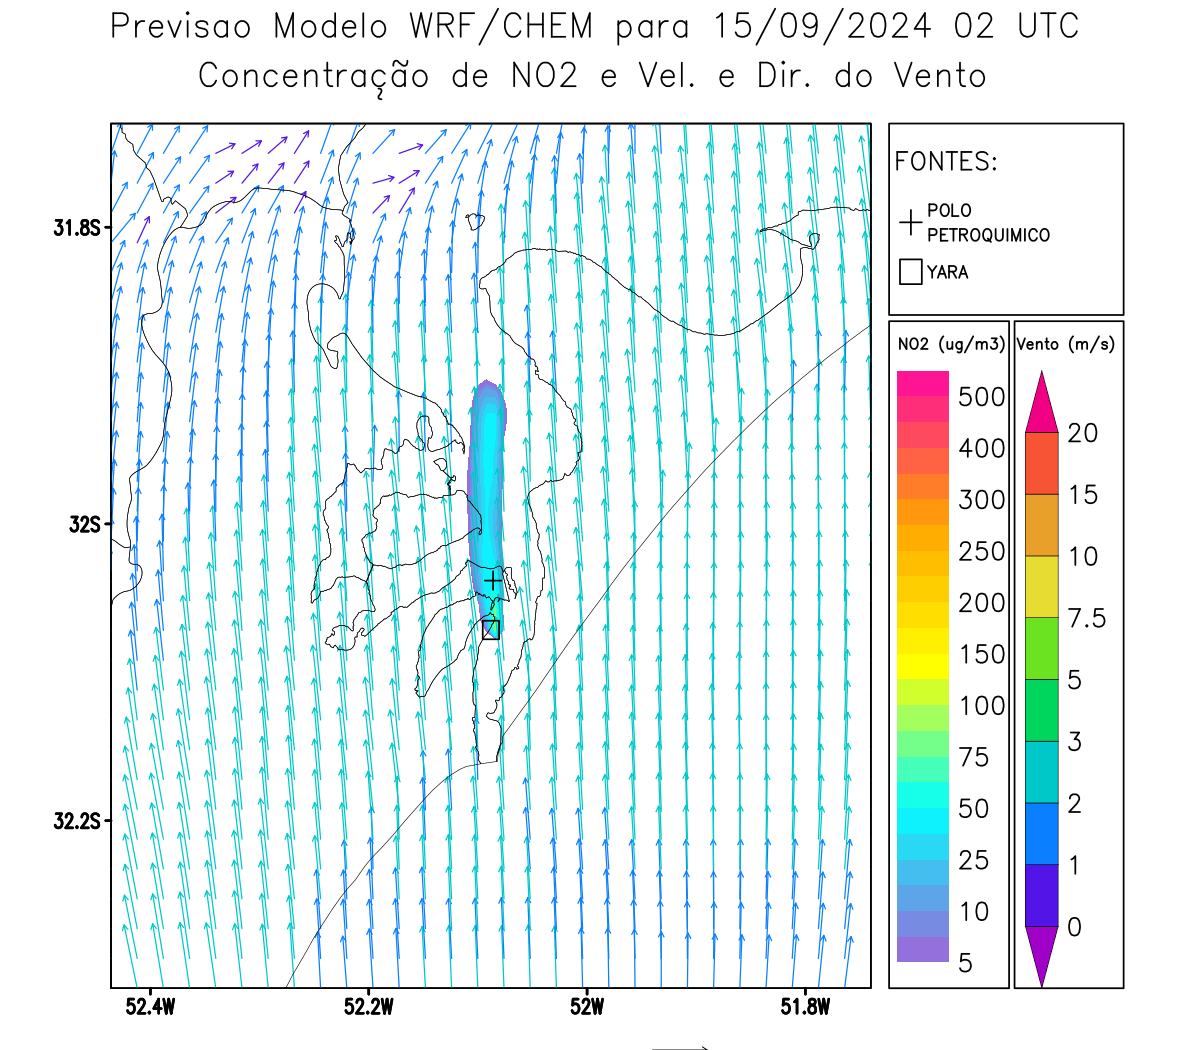 Previsao Modelo WRF/CHEM para 15/09/2024 02 UTC
Concentração de NO2 e Vel. e Dir. do Vento
FONTES:
POLO
PETROQUIMICO
YARA
31.8S
32S
32.2S
52.4W
52.2W
52W
51.8W
NO2 (ug/m3)
500
400
300
250
200
150
100
75
50
25
10
5
Vento (m/s)
20
15
10
7.5
5
3
2
1
0